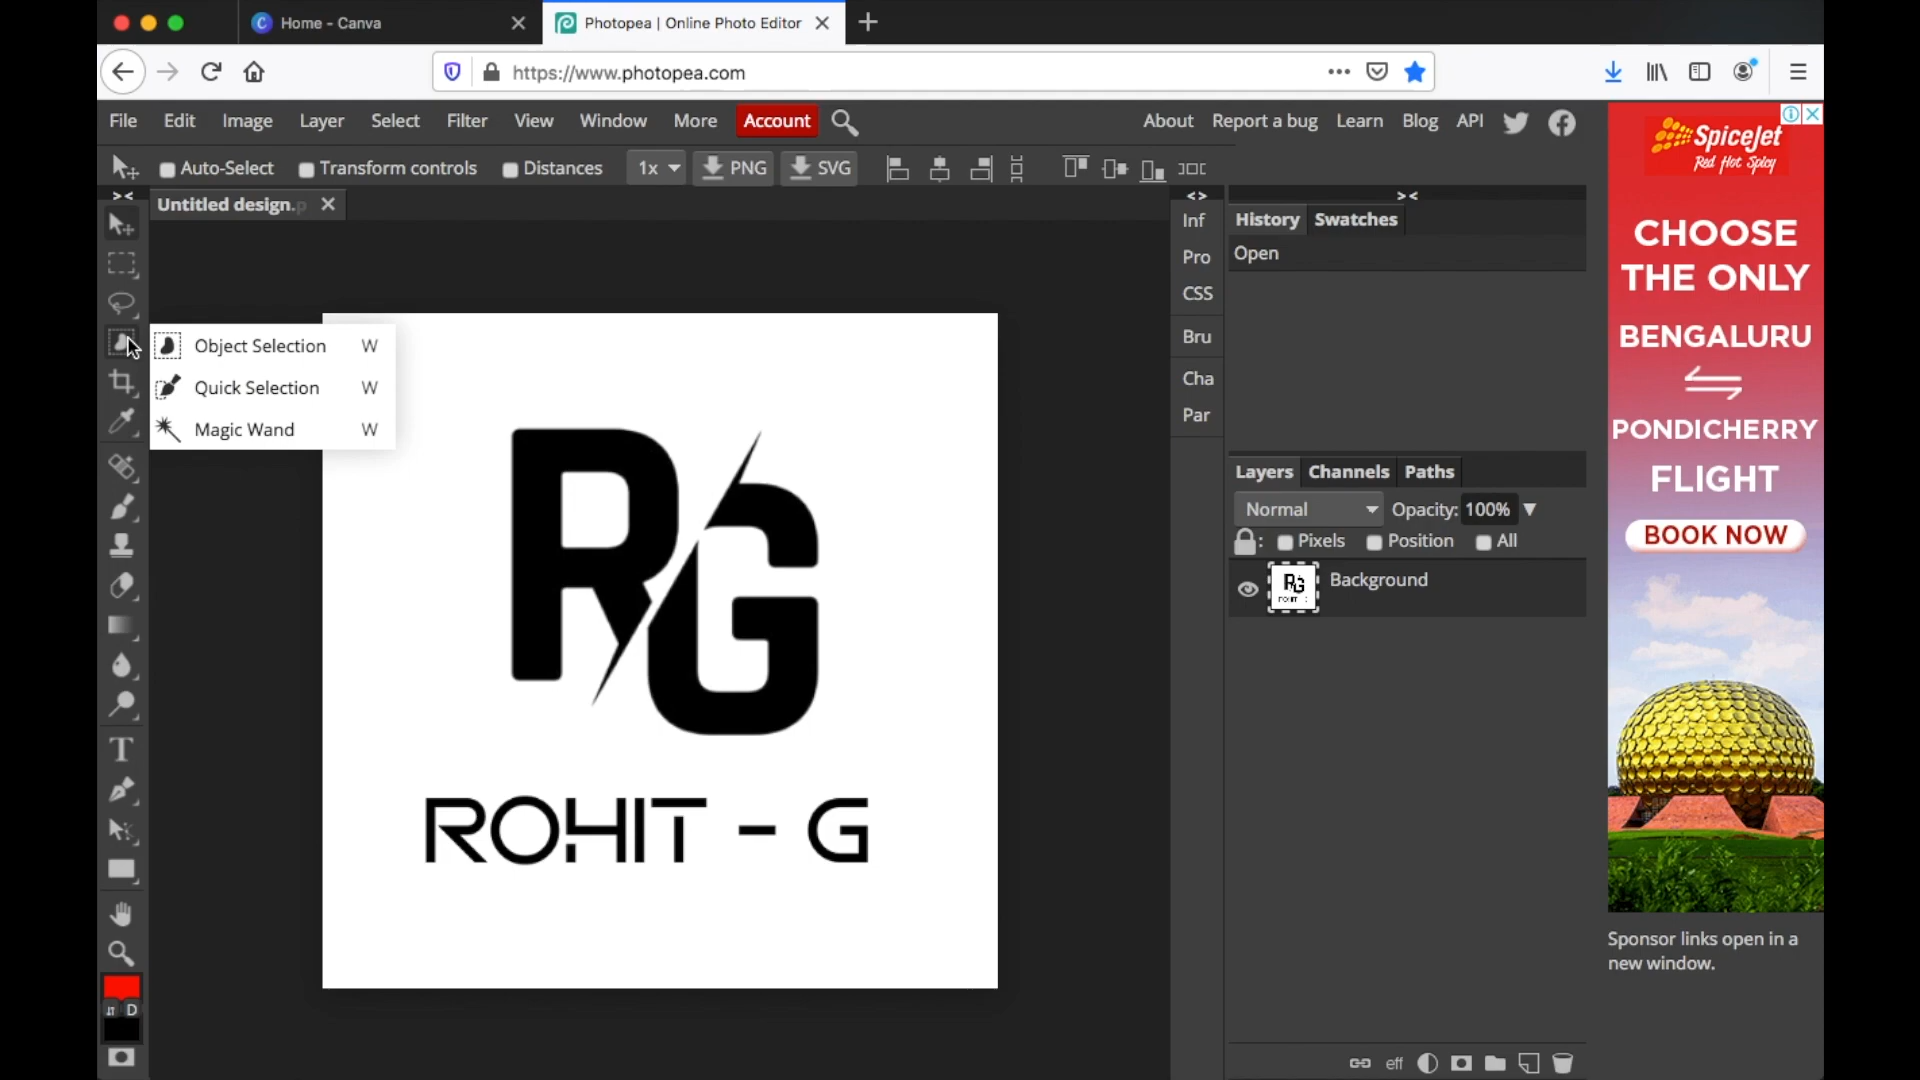 Home - Canva
Photopea | Online Photo Editor
https://www.photopea.com
File Edit Image Layer Select Filter View Window More Account
About Report a bug Learn Blog API
Auto-Select Transform controls Distances 1x PNG SVG
Untitled design.p
Object Selection W
Quick Selection W
Magic Wand W
RG
ROHIT - G
T
D
Inf
Pro
CSS
Bru
Cha
Par
History Swatches
Open
Layers Channels Paths
Normal Opacity: 100%
Pixels Position All
Background
eff
SpiceJet
Red Hot Spicy
CHOOSE
THE ONLY
BENGALURU
PONDICHERRY
FLIGHT
BOOK NOW
Sponsor links open in a
new window.